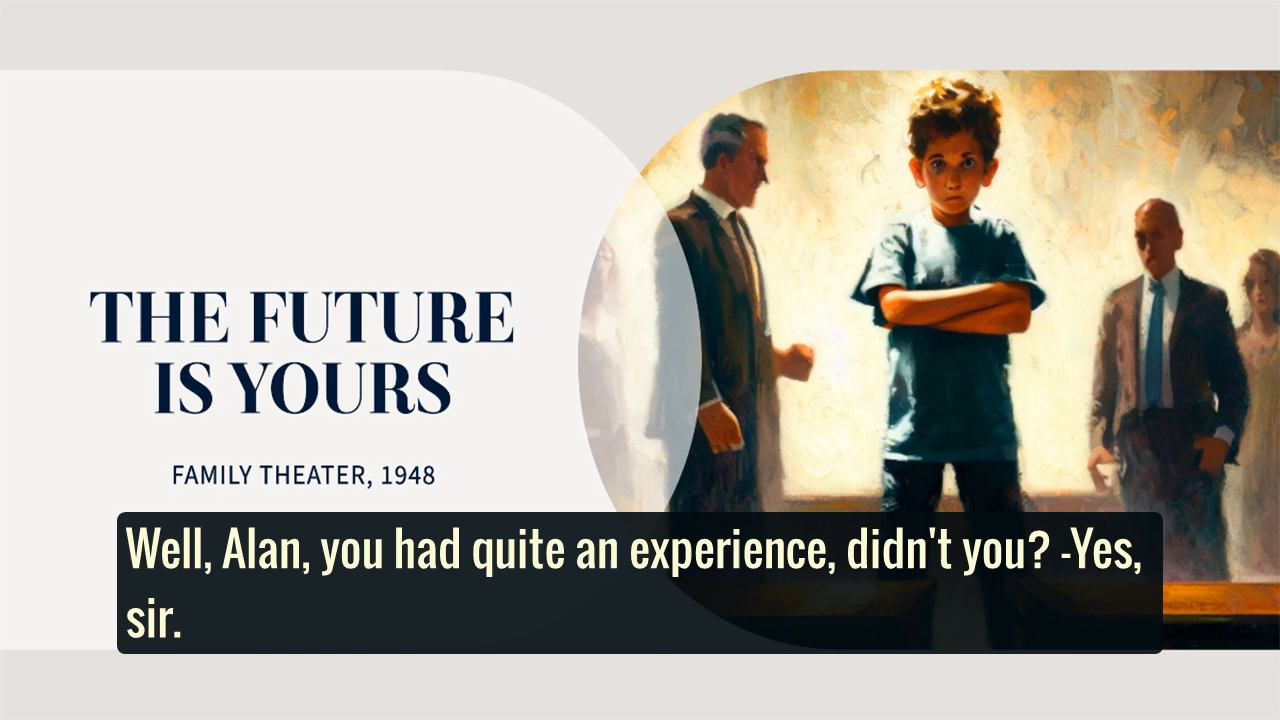 THE FUTURE
IS YOURS
FAMILY THEATER, 1948
Well, Alan, you had quite an experience, didn't you? -Yes,
sir.